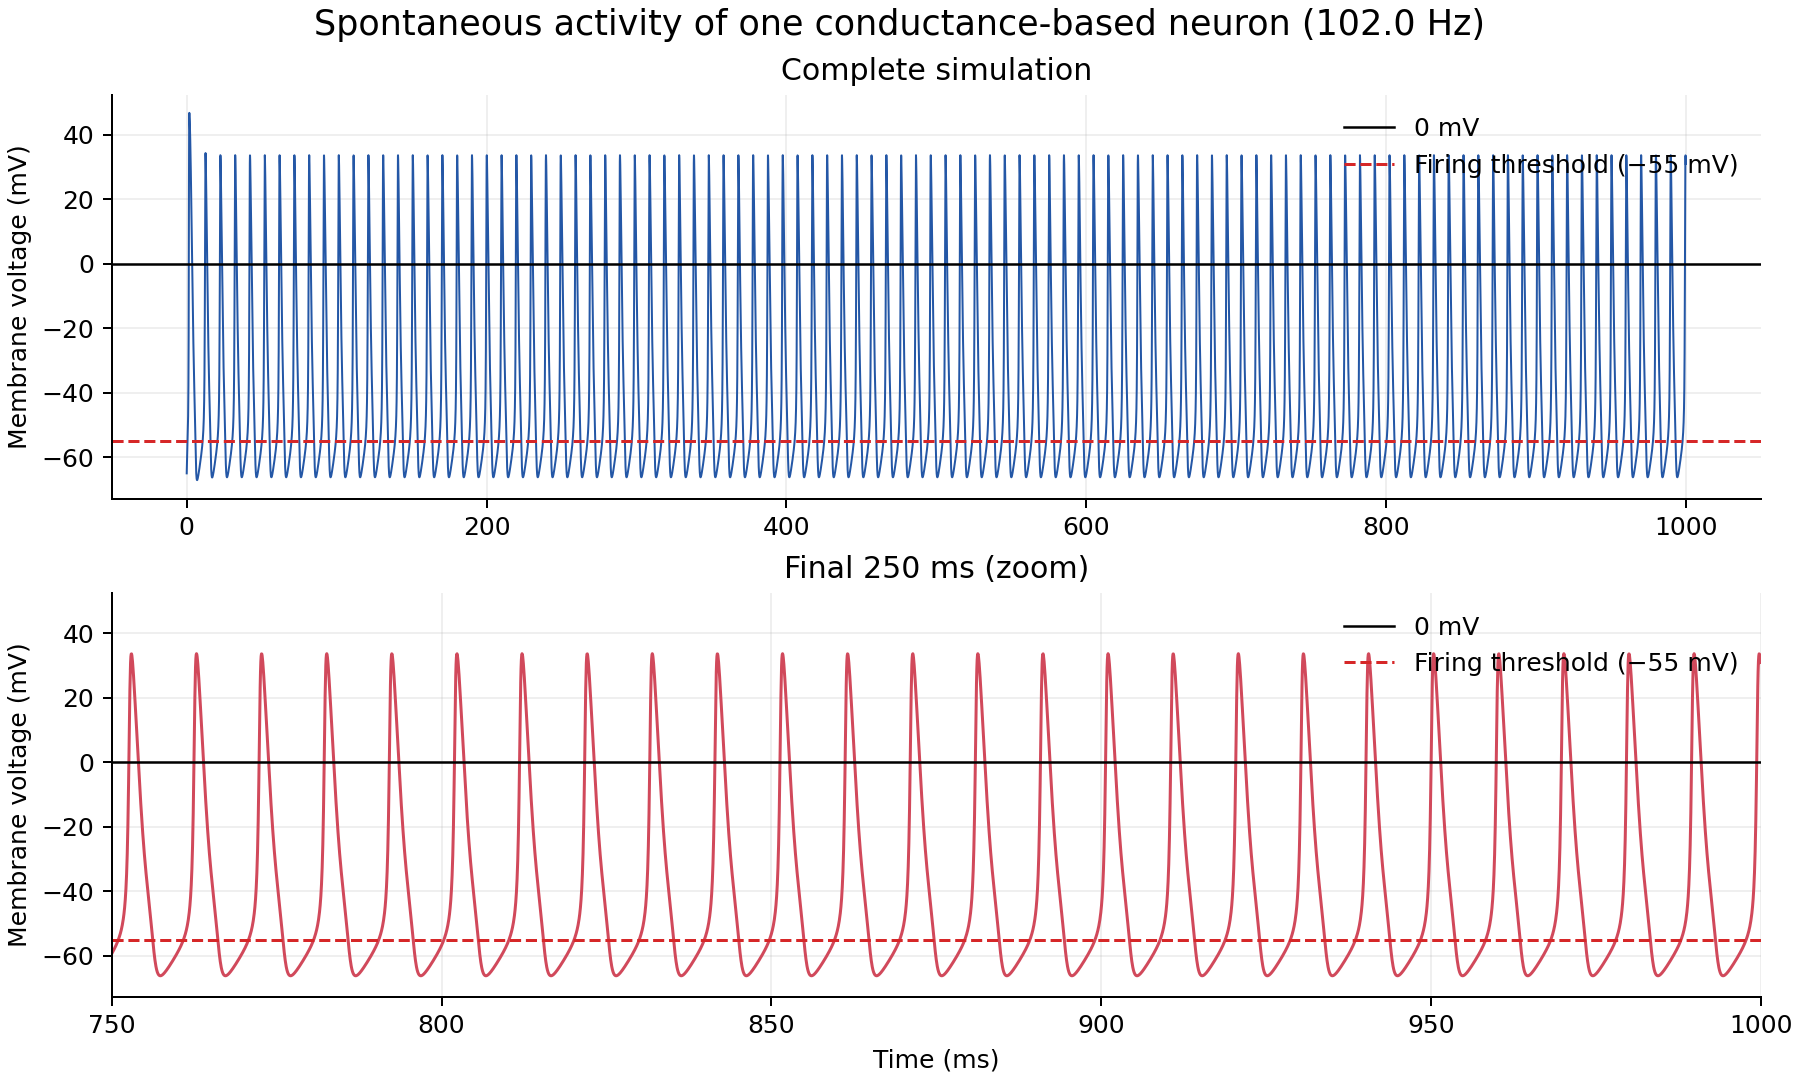 Spontaneous activity of one conductance-based neuron (102.0 Hz)
Complete simulation
Membrane voltage (mV)
40
20
0
−20
−40
−60
0 mV
Firing threshold (−55 mV)
0 200 400 600 800 1000
Final 250 ms (zoom)
Membrane voltage (mV)
40
20
0
−20
−40
−60
0 mV
Firing threshold (−55 mV)
750 800 850 900 950 1000
Time (ms)